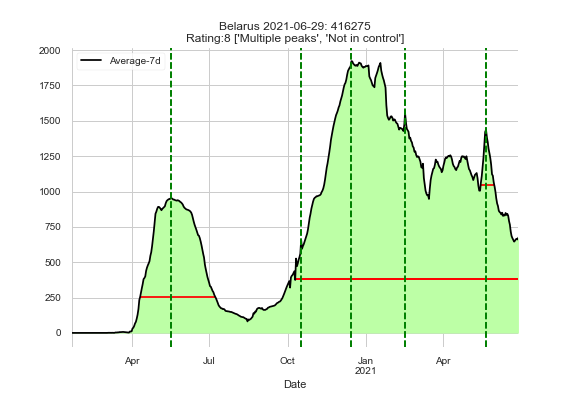 Belarus 2021-06-29: 416275
Rating:8 ['Multiple peaks', 'Not in control']
Average-7d
2000
1750
1500
1250
1000
750
500
250
0
Apr
Jul
Oct
Jan
2021
Apr
Date